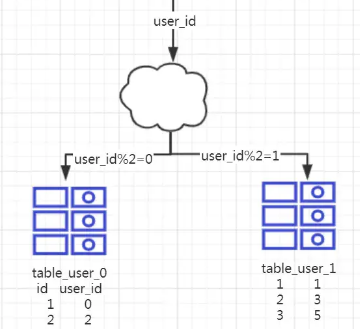 user_id
user_id%2=0
user_id%2=1
table_user_0
id user_id
1 0
2 2
table_user_1
1 1
2 3
3 5